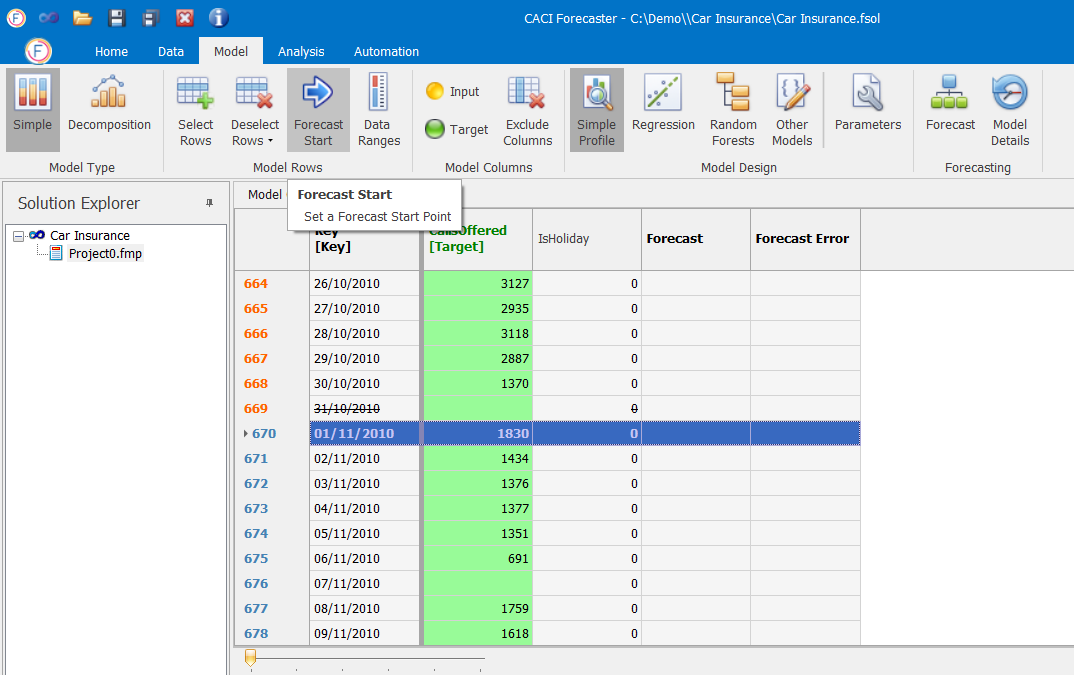 CACI Forecaster - C:\Demo\\Car Insurance\Car Insurance.fsol
F Home Data Model Analysis Automation
Simple Decomposition Select Rows Deselect Rows Forecast Start Data Ranges Input Target Exclude Columns Simple Profile Regression Random Forests Other Models Parameters Forecast Model Details
Model Type Model Rows Model Columns Model Design Forecasting
Solution Explorer
Car Insurance
Project0.fmp
Model
Forecast Start
Set a Forecast Start Point
Key [Key] CallsOffered [Target] IsHoliday Forecast Forecast Error
664 26/10/2010 3127 0
665 27/10/2010 2935 0
666 28/10/2010 3118 0
667 29/10/2010 2887 0
668 30/10/2010 1370 0
669 31/10/2010 0
670 01/11/2010 1830 0
671 02/11/2010 1434 0
672 03/11/2010 1376 0
673 04/11/2010 1377 0
674 05/11/2010 1351 0
675 06/11/2010 691 0
676 07/11/2010 0
677 08/11/2010 1759 0
678 09/11/2010 1618 0